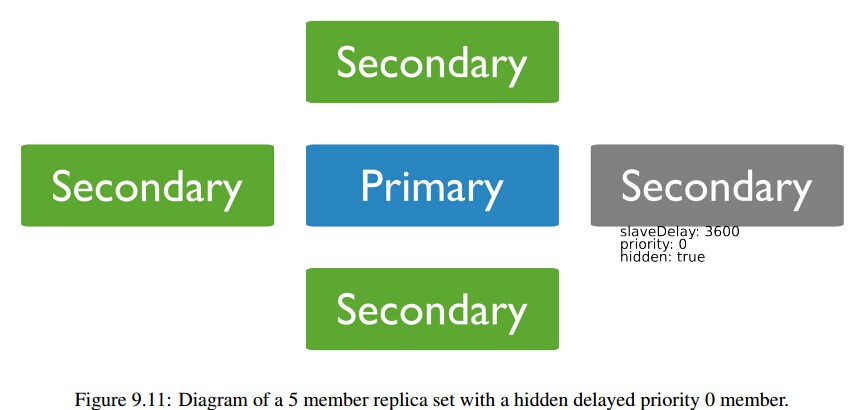 Secondary
Secondary
Primary
Secondary
slaveDelay: 3600
priority: 0
hidden: true
Secondary
Figure 9.11: Diagram of a 5 member replica set with a hidden delayed priority 0 member.